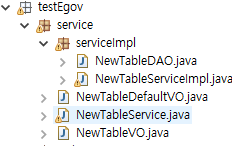 testEgov
service
serviceImpl
NewTableDAO.java
NewTableServiceImpl.java
NewTableDefaultVO.java
NewTableService.java
NewTableVO.java